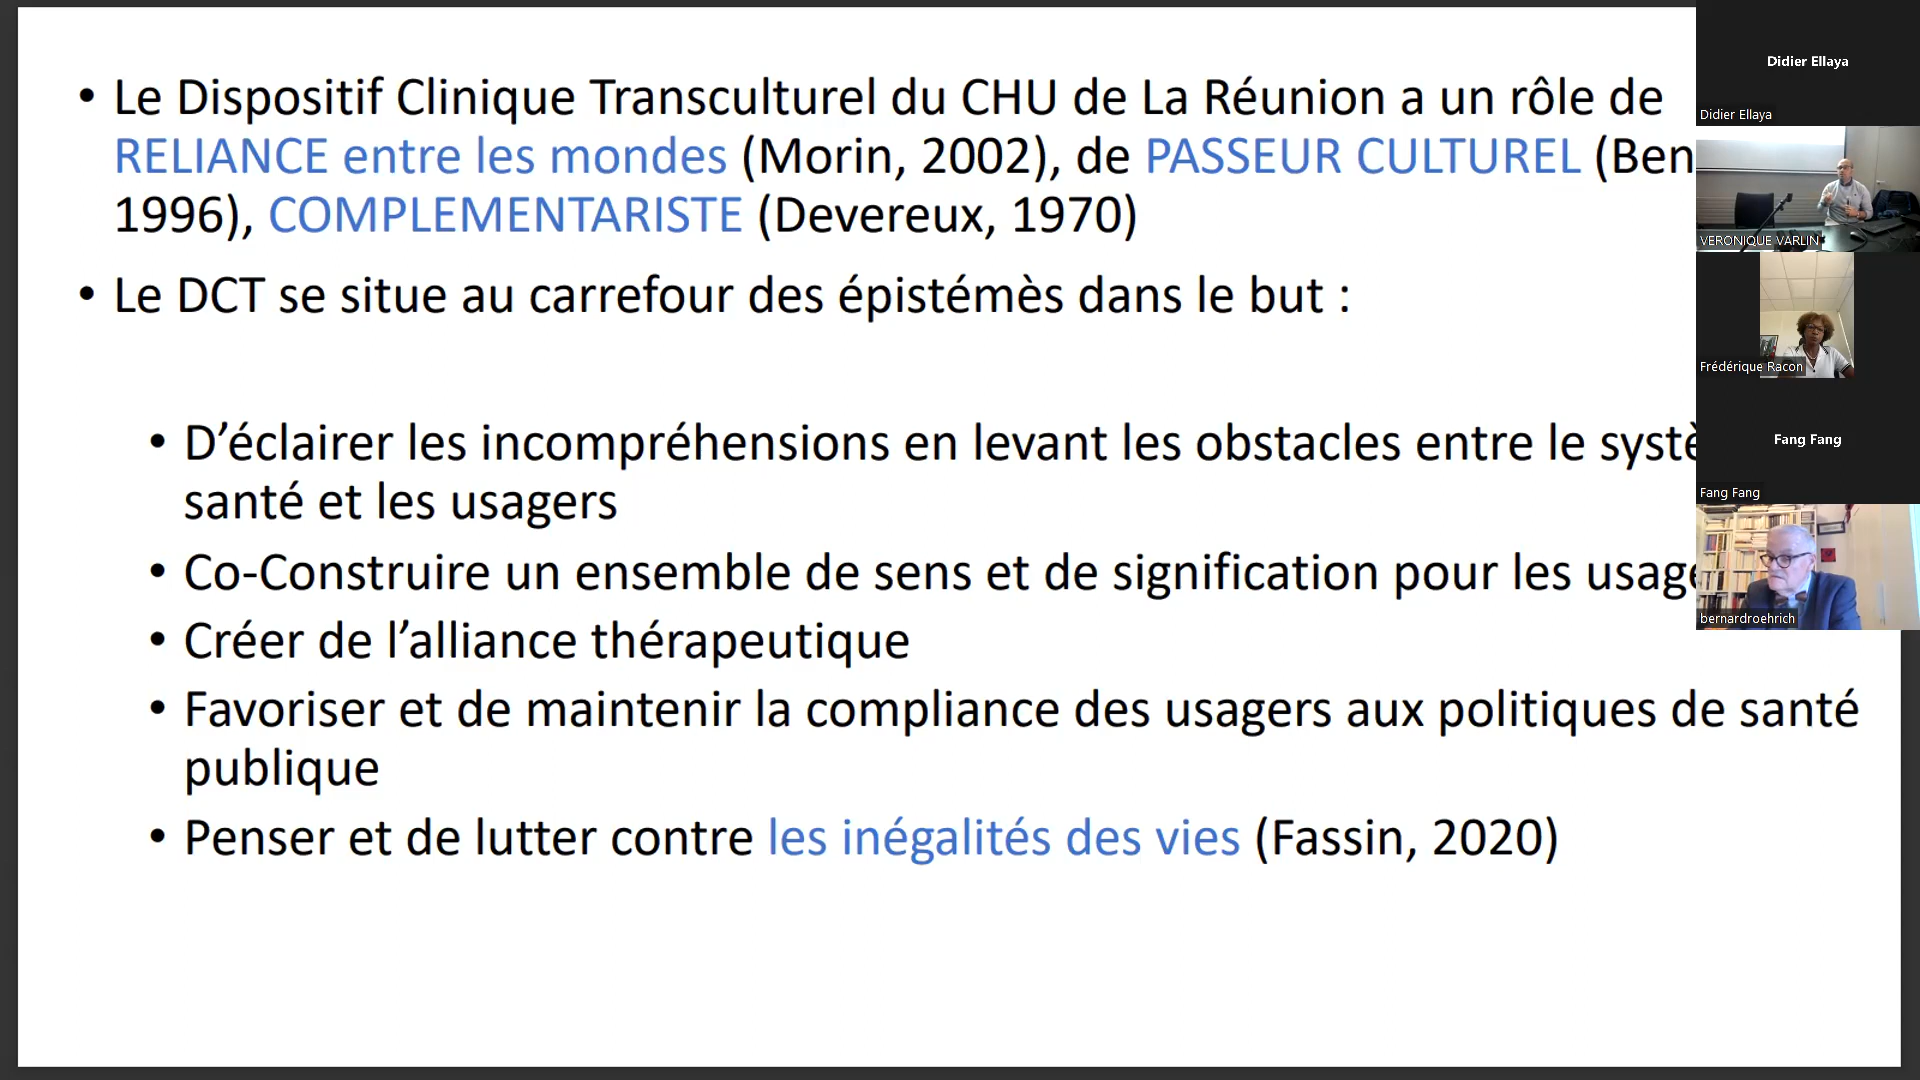 • Le Dispositif Clinique Transculturel du CHU de La Réunion a un rôle de
RELIANCE entre les mondes (Morin, 2002), de PASSEUR CULTUREL (Ben
1996), COMPLEMENTARISTE (Devereux, 1970)
• Le DCT se situe au carrefour des épistémès dans le but :
• D’éclairer les incompréhensions en levant les obstacles entre le
santé et les usagers
• Co-Construire un ensemble de sens et de signification pour les
• Créer de l’alliance thérapeutique
• Favoriser et de maintenir la compliance des usagers aux politiques de santé
publique
• Penser et de lutter contre les inégalités des vies (Fassin, 2020)
Didier Ellaya
Didier Ellaya
VERONIQUE VARLIN
Frédérique Racon
Fang Fang
Fang Fang
bernardroehrich